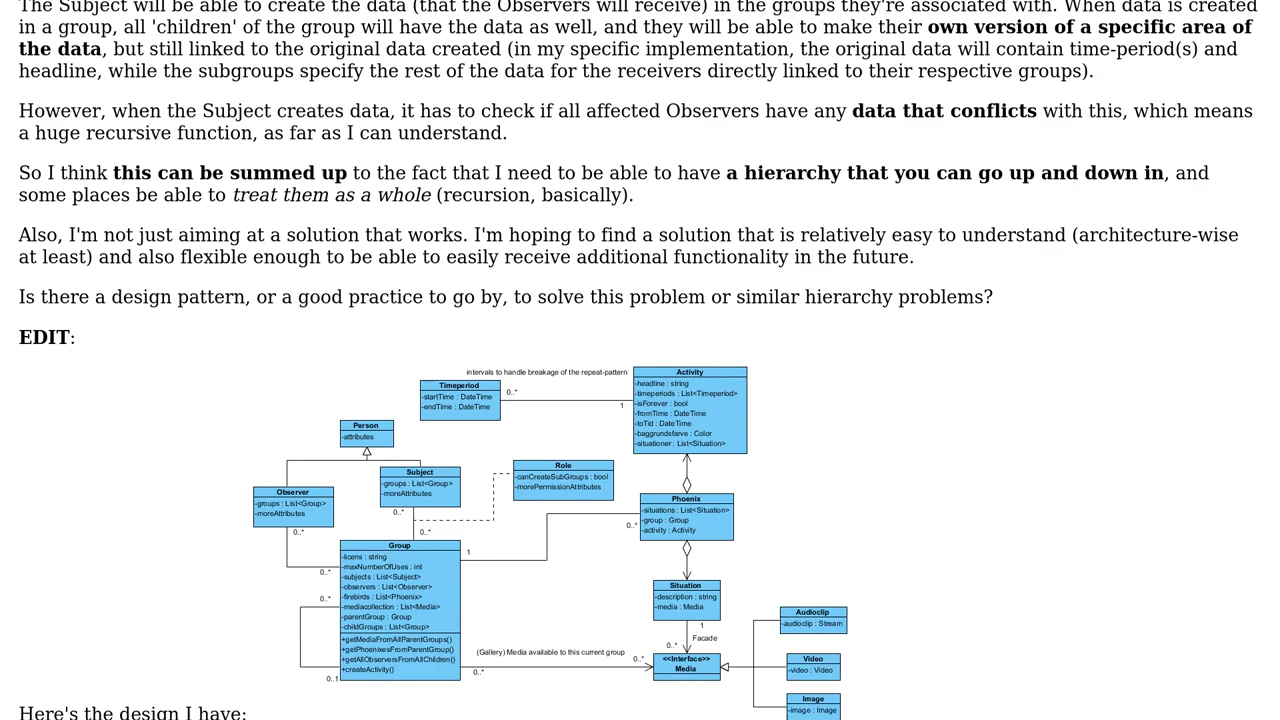 The Subject will be able to create the data (that the Observers will receive) in the groups they're associated with. When data is created
in a group, all 'children' of the group will have the data as well, and they will be able to make their own version of a specific area of
the data, but still linked to the original data created (in my specific implementation, the original data will contain time-period(s) and
headline, while the subgroups specify the rest of the data for the receivers directly linked to their respective groups).
However, when the Subject creates data, it has to check if all affected Observers have any data that conflicts with this, which means
a huge recursive function, as far as I can understand.
So I think this can be summed up to the fact that I need to be able to have a hierarchy that you can go up and down in, and
some places be able to treat them as a whole (recursion, basically).
Also, I'm not just aiming at a solution that works. I'm hoping to find a solution that is relatively easy to understand (architecture-wise
at least) and also flexible enough to be able to easily receive additional functionality in the future.
Is there a design pattern, or a good practice to go by, to solve this problem or similar hierarchy problems?
EDIT:
intervals to handle breakage of the repeat-pattern
Timeperiod
-startTime : DateTime
-endTime : DateTime
0..*
1
Activity
-headline : string
-timeperiods : List<Timeperiod>
-isForever : bool
-fromTime : DateTime
-toTid : DateTime
-baggrundsfarve : Color
-situationer : List<Situation>
Person
-attributes
Subject
-groups : List<Group>
-moreAttributes
0..*
0..*
Role
-canCreateSubGroups : bool
-morePermissionAttributes
Observer
-groups : List<Group>
-moreAttributes
0..*
0..*
Phoenix
-situations : List<Situation>
-group : Group
-activity : Activity
0..*
1
Group
-licens : string
-maxNumberOfUses : int
-subjects : List<Subject>
-observers : List<Observer>
-firebirds : List<Phoenix>
-mediacollection : List<Media>
-parentGroup : Group
-childGroups : List<Group>
+getMediaFromAllParentGroups()
+getPhoenixesFromParentGroup()
+getAllObserversFromAllChildren()
+createActivity()
0..*
0..1
Situation
-description : string
-media : Media
1
Facade
0..*
(Gallery) Media available to this current group
0..*
0..*
<<Interface>>
Media
Audioclip
-audioclip : Stream
Video
-video : Video
Image
-image : Image
Here's the design I have: